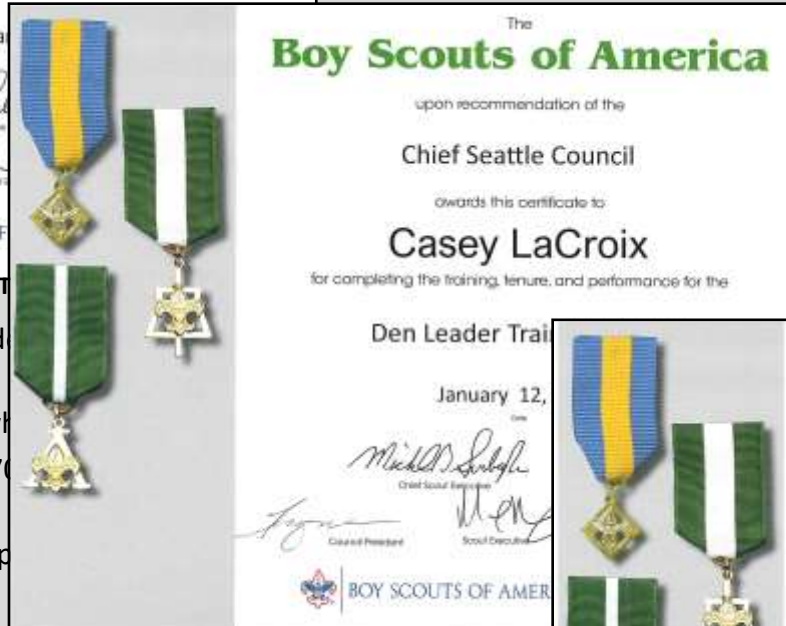 The
Boy Scouts of America
upon recommendation of the
Chief Seattle Council
awards this certificate to
Casey LaCroix
for completing the training, tenure, and performance for the
Den Leader
January 12,
Date
Chief Scout Executive
Council President
Scout Executive
BOY SCOUTS OF